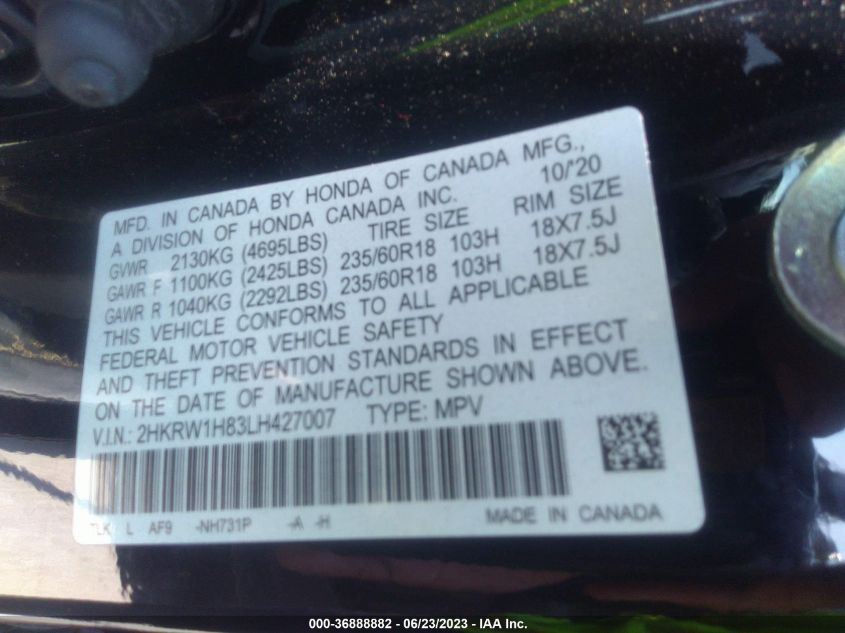 MFD. IN CANADA BY HONDA OF CANADA MFG.,
A DIVISION OF HONDA CANADA INC. 10/'20
GVWR 2130KG (4695LBS) TIRE SIZE RIM SIZE
GAWR F 1100KG (2425LBS) 235/60R18 103H 18X7.5J
GAWR R 1040KG (2292LBS) 235/60R18 103H 18X7.5J
THIS VEHICLE CONFORMS TO ALL APPLICABLE
FEDERAL MOTOR VEHICLE SAFETY
AND THEFT PREVENTION STANDARDS IN EFFECT
ON THE DATE OF MANUFACTURE SHOWN ABOVE.
V.I.N.: 2HKRW1H83LH427007 TYPE: MPV
L AF9 -NH731P -A -H MADE IN CANADA
000-36888882 - 06/23/2023 - IAA Inc.